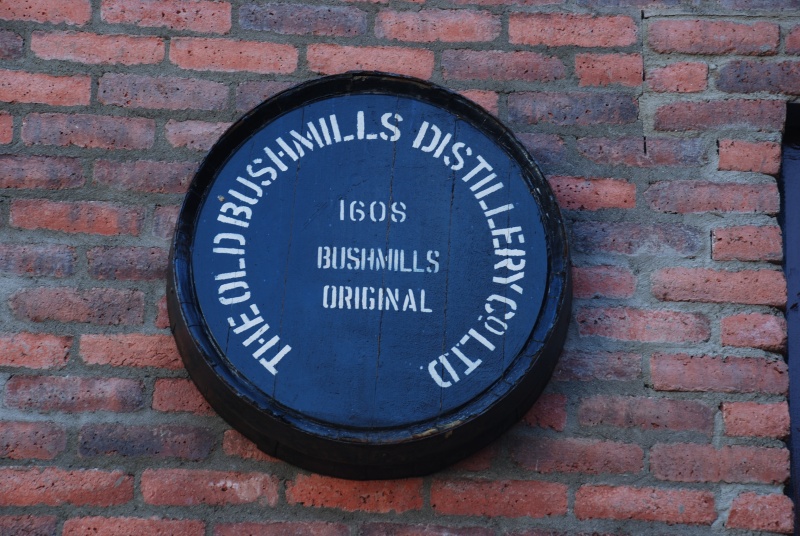 THE OLD BUSHMILLS DISTILLERY CO. LTD.
1608
BUSHMILLS
ORIGINAL